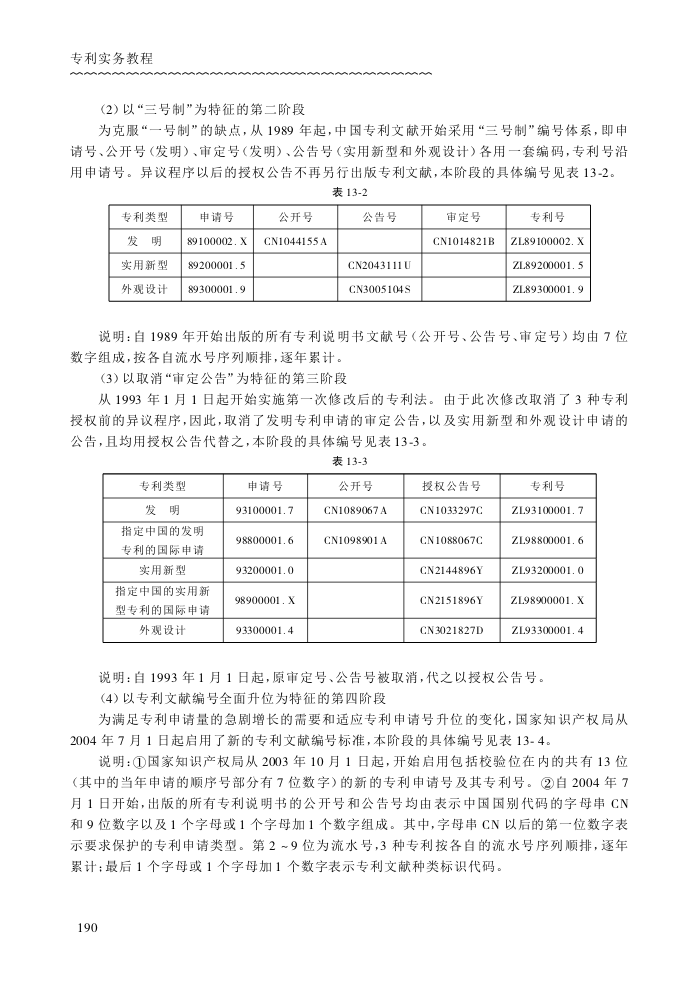 专利实务教程
(2) 以“三号制”为特征的第二阶段
为克服“一号制”的缺点,从 1989 年起,中国专利文献开始采用“三号制”编号体系,即申
请号、公开号(发明)、审定号(发明)、公告号(实用新型和外观设计)各用一套编码,专利号沿
用申请号。异议程序以后的授权公告不再另行出版专利文献,本阶段的具体编号见表 13-2。
表 13-2
专利类型 申请号 公开号 公告号 审定号 专利号
发 明 89100002. X CN1044155A CN1014821B ZL89100002. X
实用新型 89200001. 5 CN2043111U ZL89200001. 5
外观设计 89300001. 9 CN3005104S ZL89300001. 9
说明:自 1989 年开始出版的所有专利说明书文献号(公开号、公告号、审定号)均由 7 位
数字组成,按各自流水号序列顺排,逐年累计。
(3) 以取消“审定公告”为特征的第三阶段
从 1993 年 1 月 1 日起开始实施第一次修改后的专利法。由于此次修改取消了 3 种专利
授权前的异议程序,因此,取消了发明专利申请的审定公告,以及实用新型和外观设计申请的
公告,且均用授权公告代替之,本阶段的具体编号见表 13-3。
表 13-3
专利类型 申请号 公开号 授权公告号 专利号
发 明 93100001. 7 CN1089067A CN1033297C ZL93100001. 7
指定中国的发明
专利的国际申请 98800001. 6 CN1098901A CN1088067C ZL98800001. 6
实用新型 93200001. 0 CN2144896Y ZL93200001. 0
指定中国的实用新
型专利的国际申请 98900001. X CN2151896Y ZL98900001. X
外观设计 93300001. 4 CN3021827D ZL93300001. 4
说明:自 1993 年 1 月 1 日起,原审定号、公告号被取消,代之以授权公告号。
(4) 以专利文献编号全面升位为特征的第四阶段
为满足专利申请量的急剧增长的需要和适应专利申请号升位的变化,国家知识产权局从
2004 年 7 月 1 日起启用了新的专利文献编号标准,本阶段的具体编号见表 13- 4。
说明:①国家知识产权局从 2003 年 10 月 1 日起,开始启用包括校验位在内的共有 13 位
(其中的当年申请的顺序号部分有 7 位数字)的新的专利申请号及其专利号。②自 2004 年 7
月 1 日开始,出版的所有专利说明书的公开号和公告号均由表示中国国别代码的字母串 CN
和 9 位数字以及 1 个字母或 1 个字母加 1 个数字组成。其中,字母串 CN 以后的第一位数字表
示要求保护的专利申请类型。第 2 ~9 位为流水号,3 种专利按各自的流水号序列顺排,逐年
累计;最后 1 个字母或 1 个字母加 1 个数字表示专利文献种类标识代码。
190